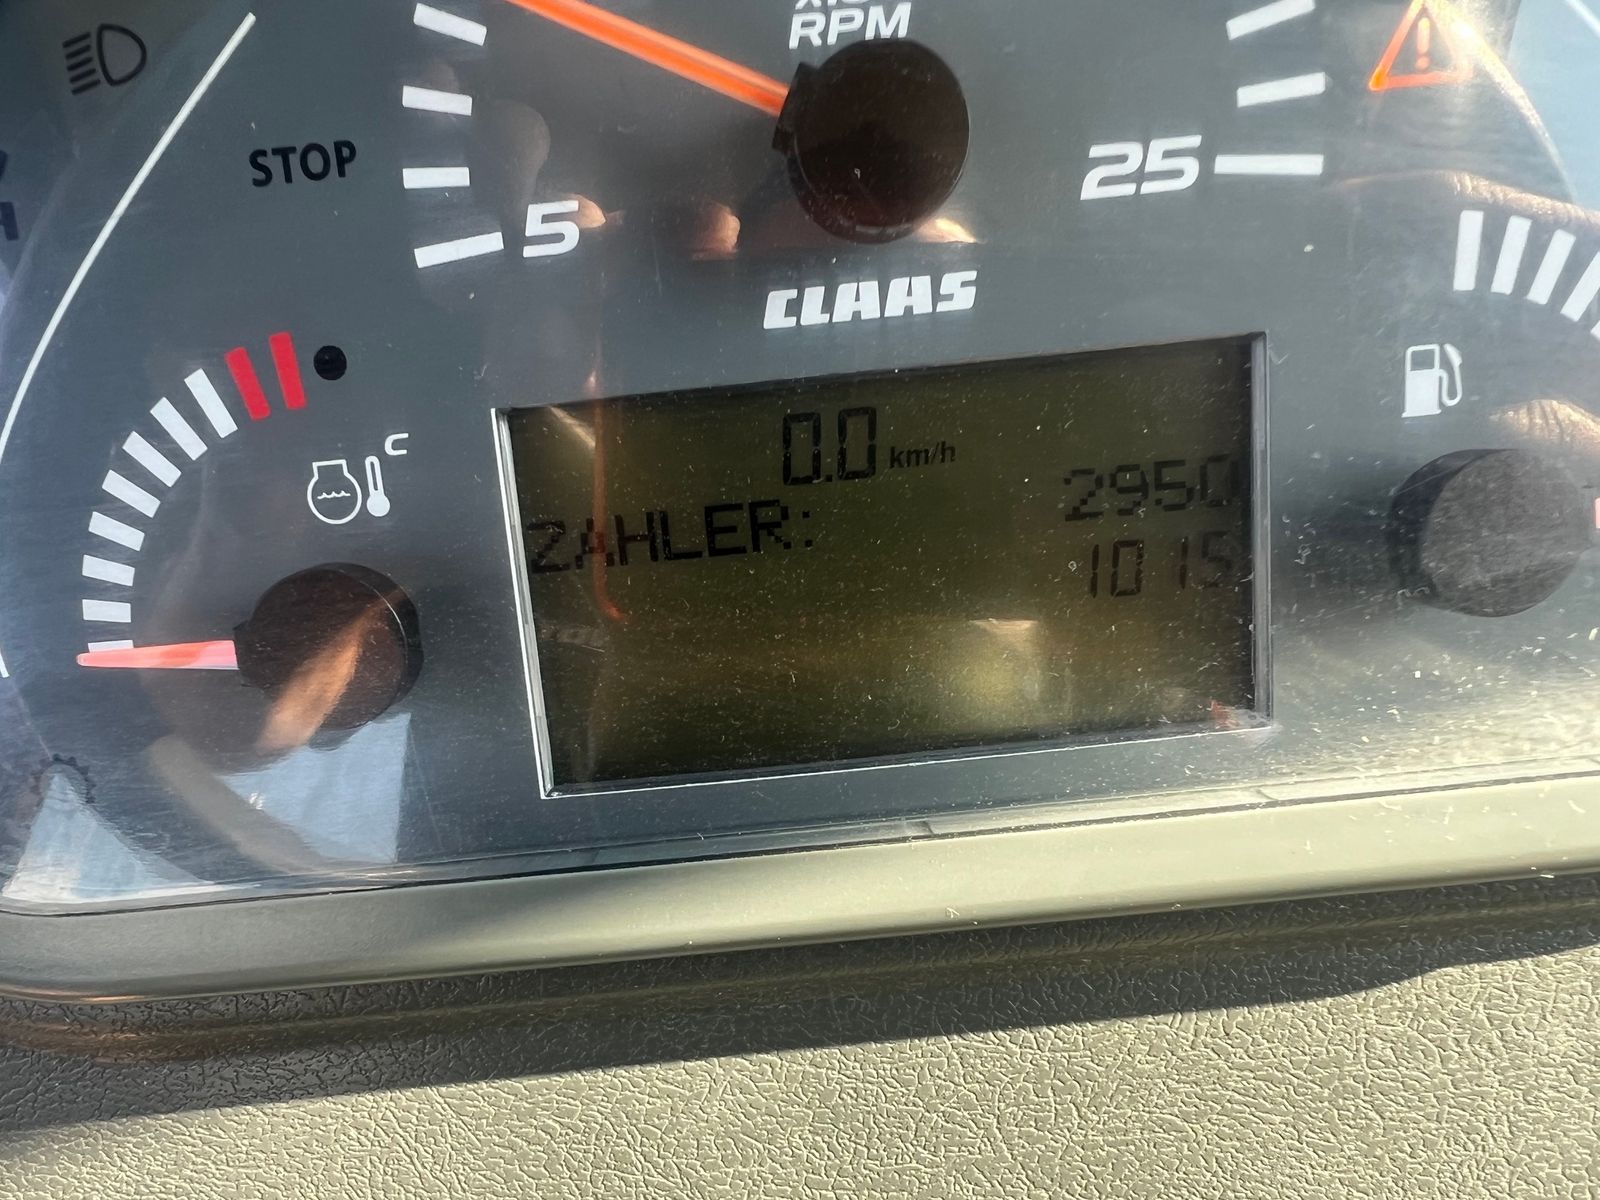 RPM
STOP
5
25
CLAAS
C
0.0 km/h
ZAHLER: 2950
1015